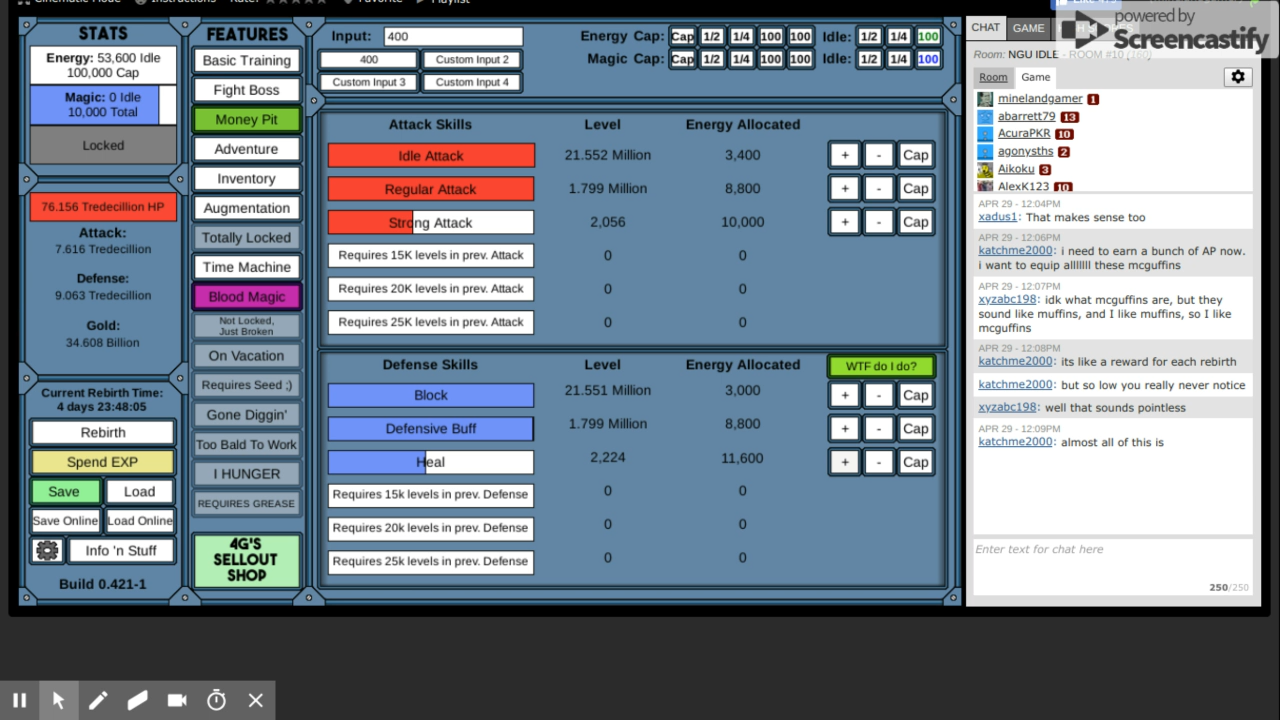 Cinematic Mode
Instructions
Favorite
Playlist
STATS
Energy: 53,600 Idle
100,000 Cap
Magic: 0 Idle
10,000 Total
Locked
76.156 Tredecillion HP
Attack:
7.616 Tredecillion
Defense:
9.063 Tredecillion
Gold:
34.608 Billion
Current Rebirth Time:
4 days 23:48:05
Rebirth
Spend EXP
Save Load
Save Online Load Online
Info 'n Stuff
Build 0.421-1
FEATURES
Basic Training
Fight Boss
Money Pit
Adventure
Inventory
Augmentation
Totally Locked
Time Machine
Blood Magic
Not Locked,
Just Broken
On Vacation
Requires Seed ;)
Gone Diggin'
Too Bald To Work
I HUNGER
REQUIRES GREASE
4G'S
SELLOUT
SHOP
Input: 400
400 Custom Input 2
Custom Input 3 Custom Input 4
Energy Cap: Cap 1/2 1/4 100 100 Idle: 1/2 1/4 100
Magic Cap: Cap 1/2 1/4 100 100 Idle: 1/2 1/4 100
Attack Skills Level Energy Allocated
Idle Attack 21.552 Million 3,400 + - Cap
Regular Attack 1.799 Million 8,800 + - Cap
Strong Attack 2,056 10,000 + - Cap
Requires 15K levels in prev. Attack 0 0
Requires 20K levels in prev. Attack 0 0
Requires 25K levels in prev. Attack 0 0
Defense Skills Level Energy Allocated WTF do I do?
Block 21.551 Million 3,000 + - Cap
Defensive Buff 1.799 Million 8,800 + - Cap
Heal 2,224 11,600 + - Cap
Requires 15k levels in prev. Defense 0 0
Requires 20k levels in prev. Defense 0 0
Requires 25k levels in prev. Defense 0 0
CHAT GAME
powered by
Screencastify
Room: NGU IDLE - ROOM #10
Room Game
minelandgamer 1
abarrett79 13
AcuraPKR 10
agonysths 2
Aikoku 3
AlexK123 10
APR 29 - 12:04PM
xadus1: That makes sense too
APR 29 - 12:06PM
katchme2000: i need to earn a bunch of AP now.
i want to equip allllll these mcguffins
APR 29 - 12:07PM
xyzabc198: idk what mcguffins are, but they
sound like muffins, and I like muffins, so I like
mcguffins
APR 29 - 12:08PM
katchme2000: its like a reward for each rebirth
katchme2000: but so low you really never notice
xyzabc198: well that sounds pointless
APR 29 - 12:09PM
katchme2000: almost all of this is
Enter text for chat here
250/250